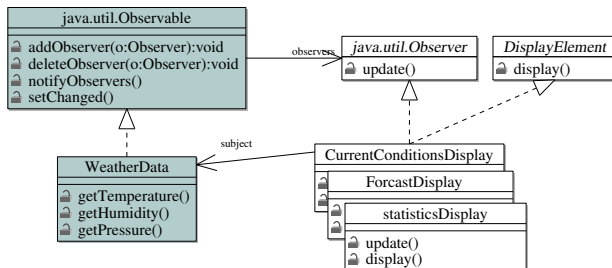 java.util.Observable
addObserver(o:Observer):void
deleteObserver(o:Observer):void
notifyObservers()
setChanged()
observers
java.util.Observer
update()
DisplayElement
display()
subject
WeatherData
getTemperature()
getHumidity()
getPressure()
CurrentConditionsDisplay
ForcastDisplay
statisticsDisplay
update()
display()